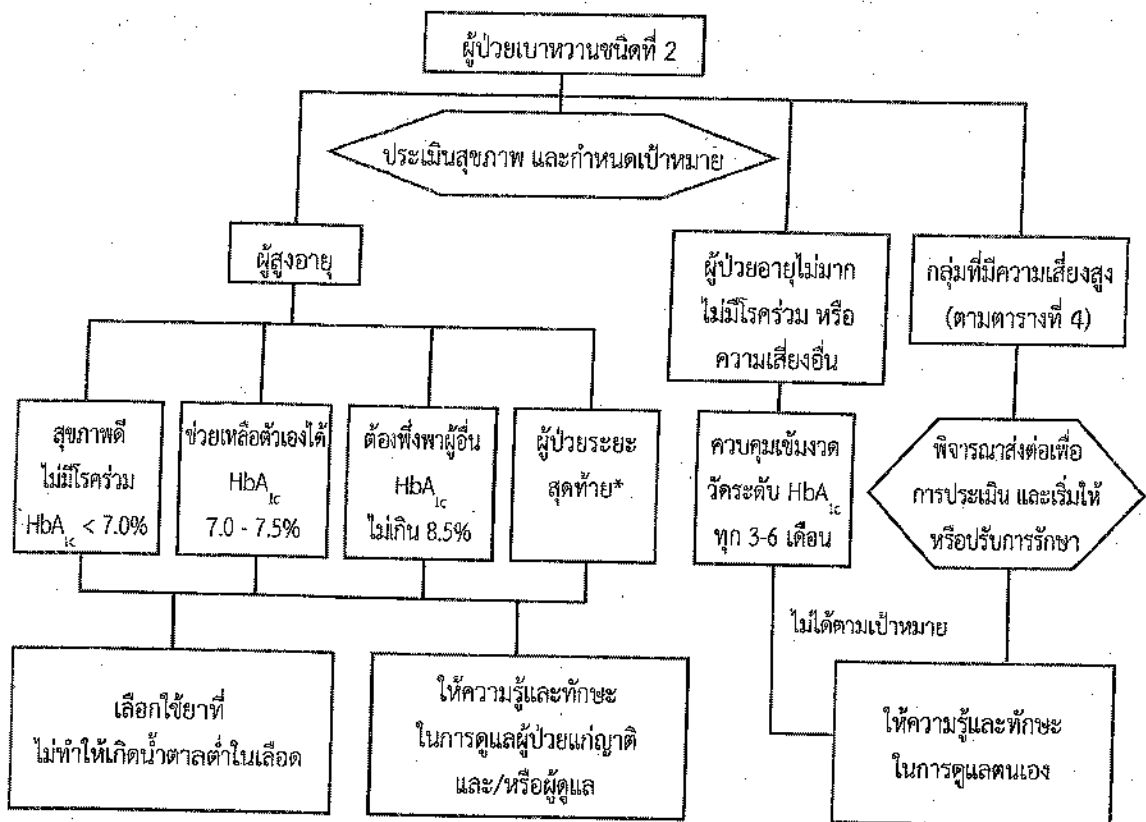 ผู้ป่วยเบาหวานชนิดที่ 2
ประเมินสุขภาพ และกำหนดเป้าหมาย
ผู้สูงอายุ
ผู้ป่วยอายุไม่มาก
ไม่มีโรคร่วม หรือ
ความเสี่ยงอื่น
กลุ่มที่มีความเสี่ยงสูง
(ตามตารางที่ 4)
สุขภาพดี
ไม่มีโรคร่วม
HbA1c < 7.0%
ช่วยเหลือตัวเองได้
HbA1c
7.0 - 7.5%
ต้องพึ่งพาผู้อื่น
HbA1c
ไม่เกิน 8.5%
ผู้ป่วยระยะ
สุดท้าย*
ควบคุมเข้มงวด
วัดระดับ HbA1c
ทุก 3-6 เดือน
พิจารณาส่งต่อเพื่อ
การประเมิน และเริ่มให้
หรือปรับการรักษา
ไม่ได้ตามเป้าหมาย
เลือกใช้ยาที่
ไม่ทำให้เกิดน้ำตาลต่ำในเลือด
ให้ความรู้และทักษะ
ในการดูแลผู้ป่วยแก่ญาติ
และ/หรือผู้ดูแล
ให้ความรู้และทักษะ
ในการดูแลตนเอง